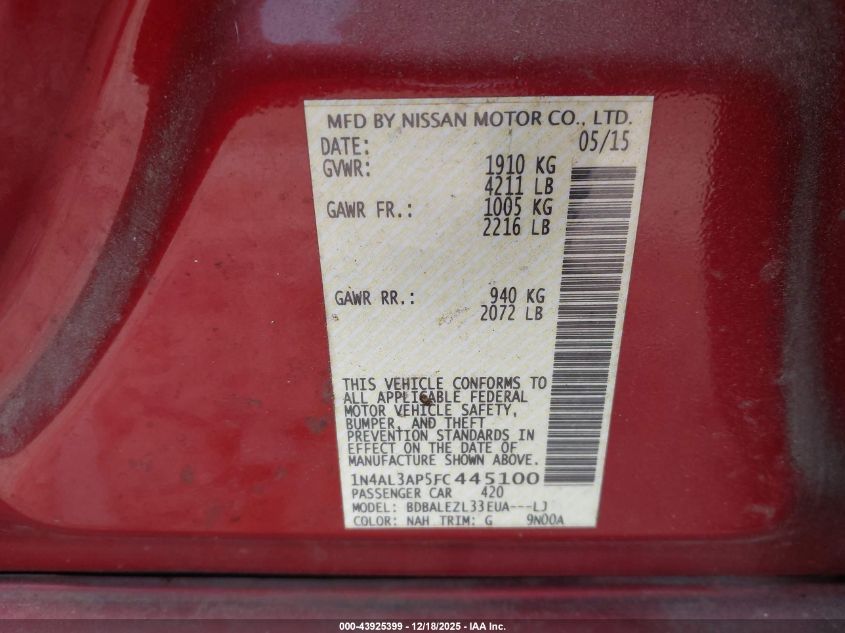 MFD BY NISSAN MOTOR CO., LTD.
DATE: 05/15
GVWR: 1910 KG
4211 LB
GAWR FR.: 1005 KG
2216 LB
GAWR RR.: 940 KG
2072 LB
THIS VEHICLE CONFORMS TO
ALL APPLICABLE FEDERAL
MOTOR VEHICLE SAFETY,
BUMPER, AND THEFT
PREVENTION STANDARDS IN
EFFECT ON THE DATE OF
MANUFACTURE SHOWN ABOVE.
1N4AL3AP5FC445100
PASSENGER CAR 420
MODEL: BDBALEZL33EUA---LJ
COLOR: NAH TRIM: G 9N00A
000-43925399 - 12/18/2025 - IAA Inc.